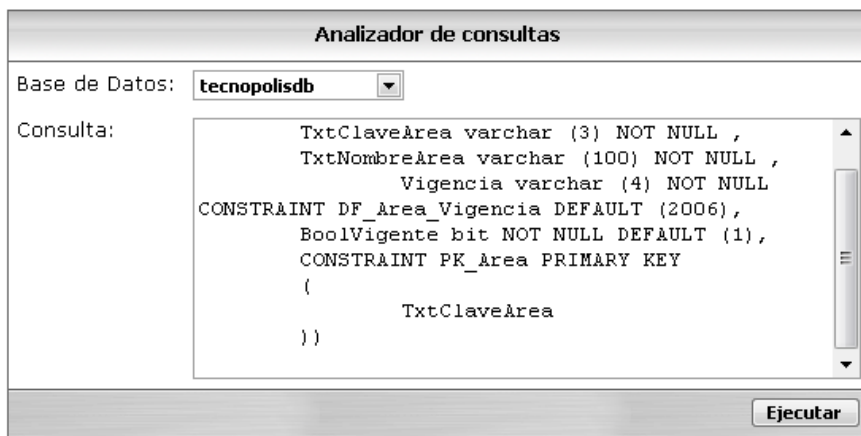 Analizador de consultas
Base de Datos: tecnopolisdb
Consulta:
TxtClaveArea varchar (3) NOT NULL ,
TxtNombreArea varchar (100) NOT NULL ,
Vigencia varchar (4) NOT NULL
CONSTRAINT DF_Area_Vigencia DEFAULT (2006),
BoolVigente bit NOT NULL DEFAULT (1),
CONSTRAINT PK_Area PRIMARY KEY
(
TxtClaveArea
))
Ejecutar